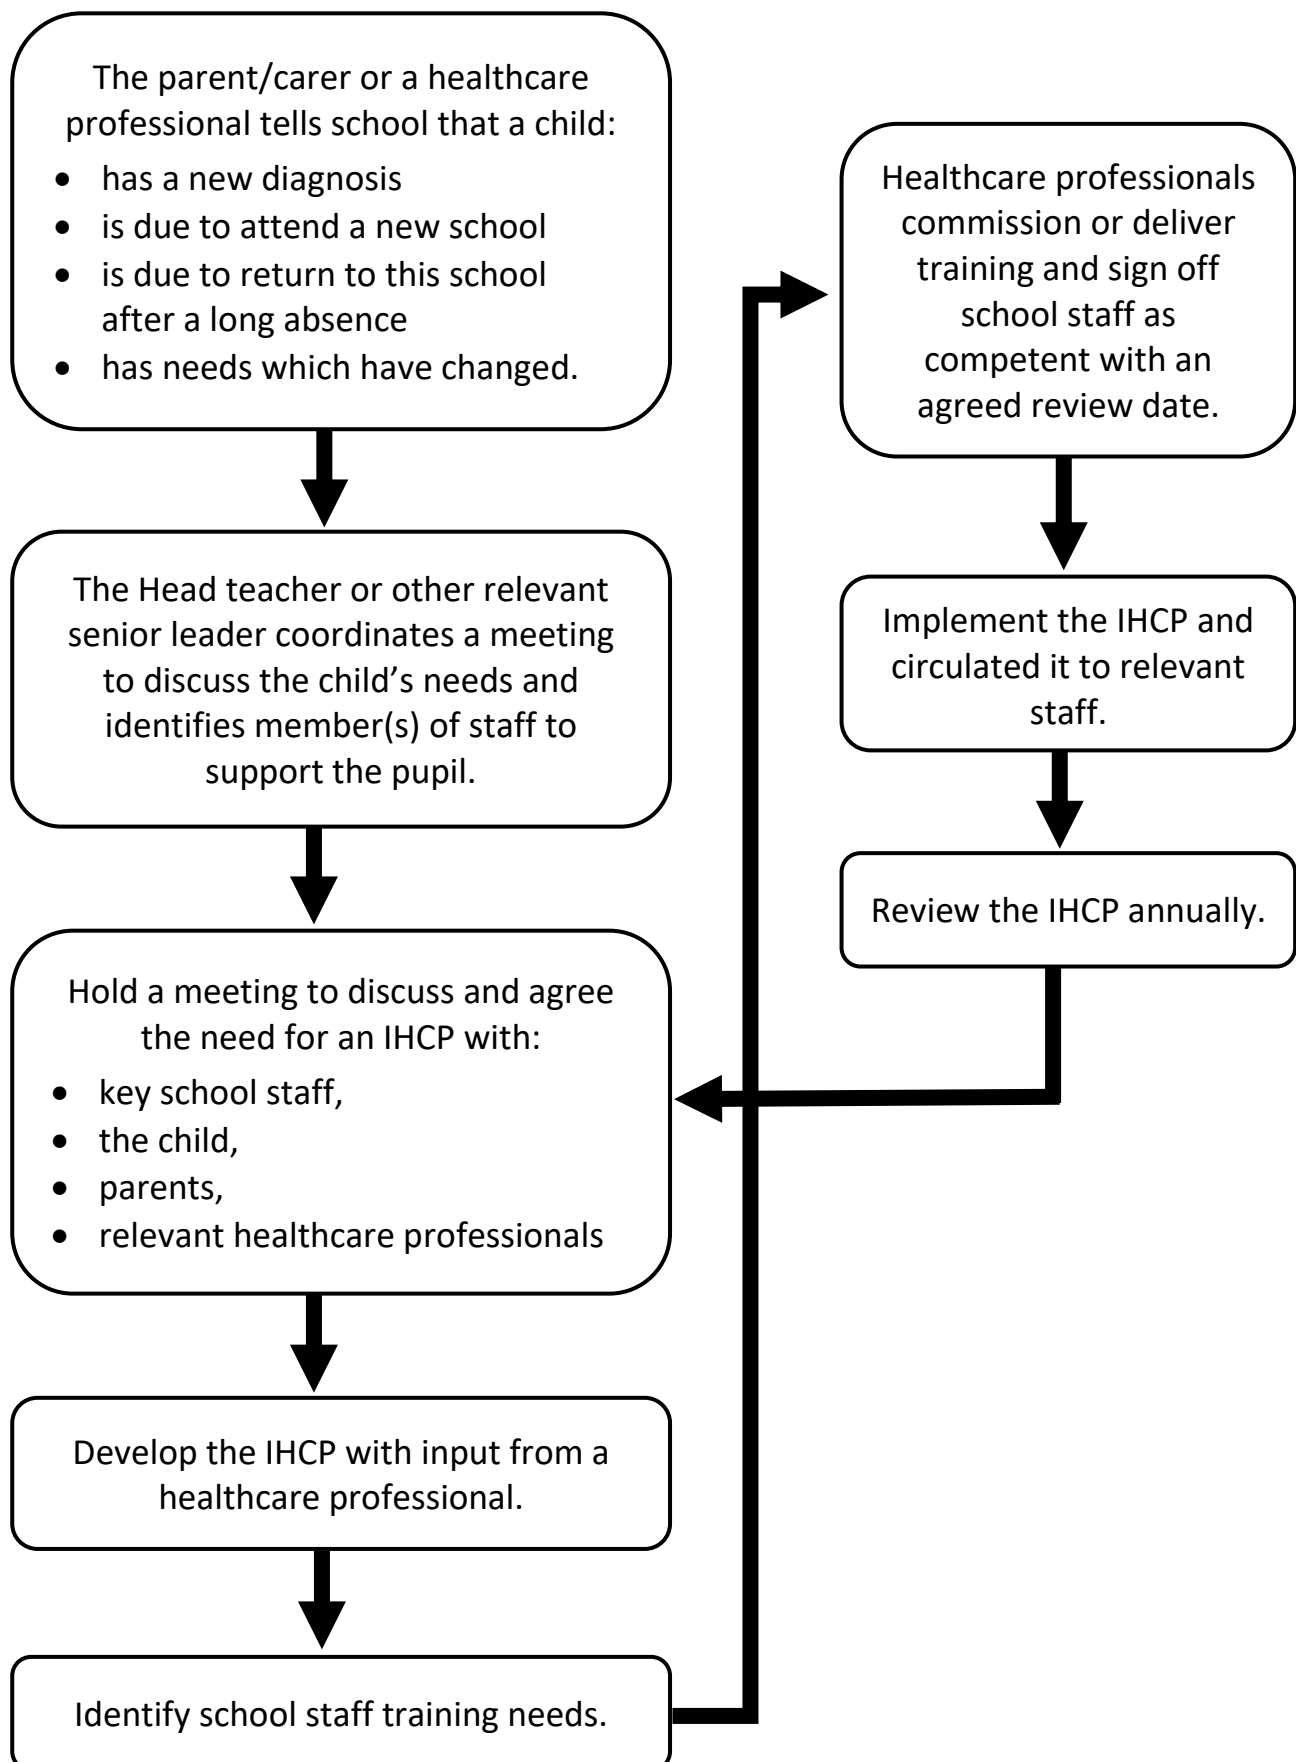 The parent/carer or a healthcare
professional tells school that a child:
• has a new diagnosis
• is due to attend a new school
• is due to return to this school
after a long absence
• has needs which have changed.
The Head teacher or other relevant
senior leader coordinates a meeting
to discuss the child’s needs and
identifies member(s) of staff to
support the pupil.
Hold a meeting to discuss and agree
the need for an IHCP with:
• key school staff,
• the child,
• parents,
• relevant healthcare professionals
Develop the IHCP with input from a
healthcare professional.
Identify school staff training needs.
Healthcare professionals
commission or deliver
training and sign off
school staff as
competent with an
agreed review date.
Implement the IHCP and
circulated it to relevant
staff.
Review the IHCP annually.